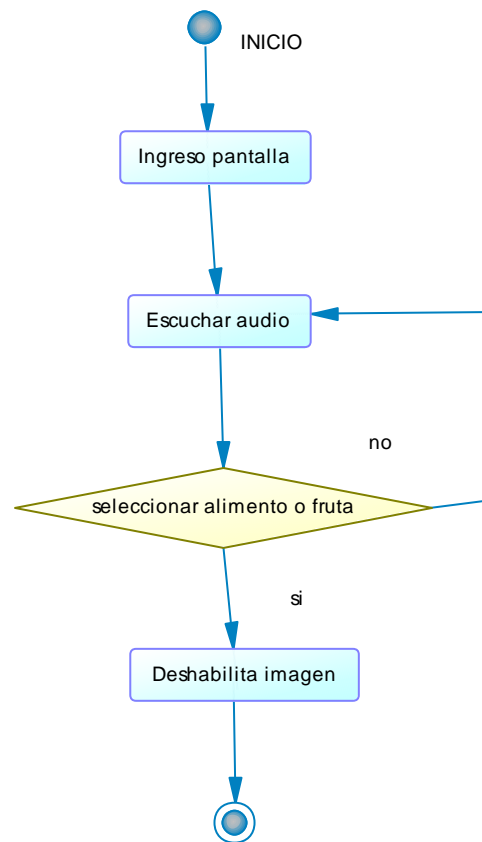 INICIO
Ingreso pantalla
Escuchar audio
no
seleccionar alimento o fruta
si
Deshabilita imagen